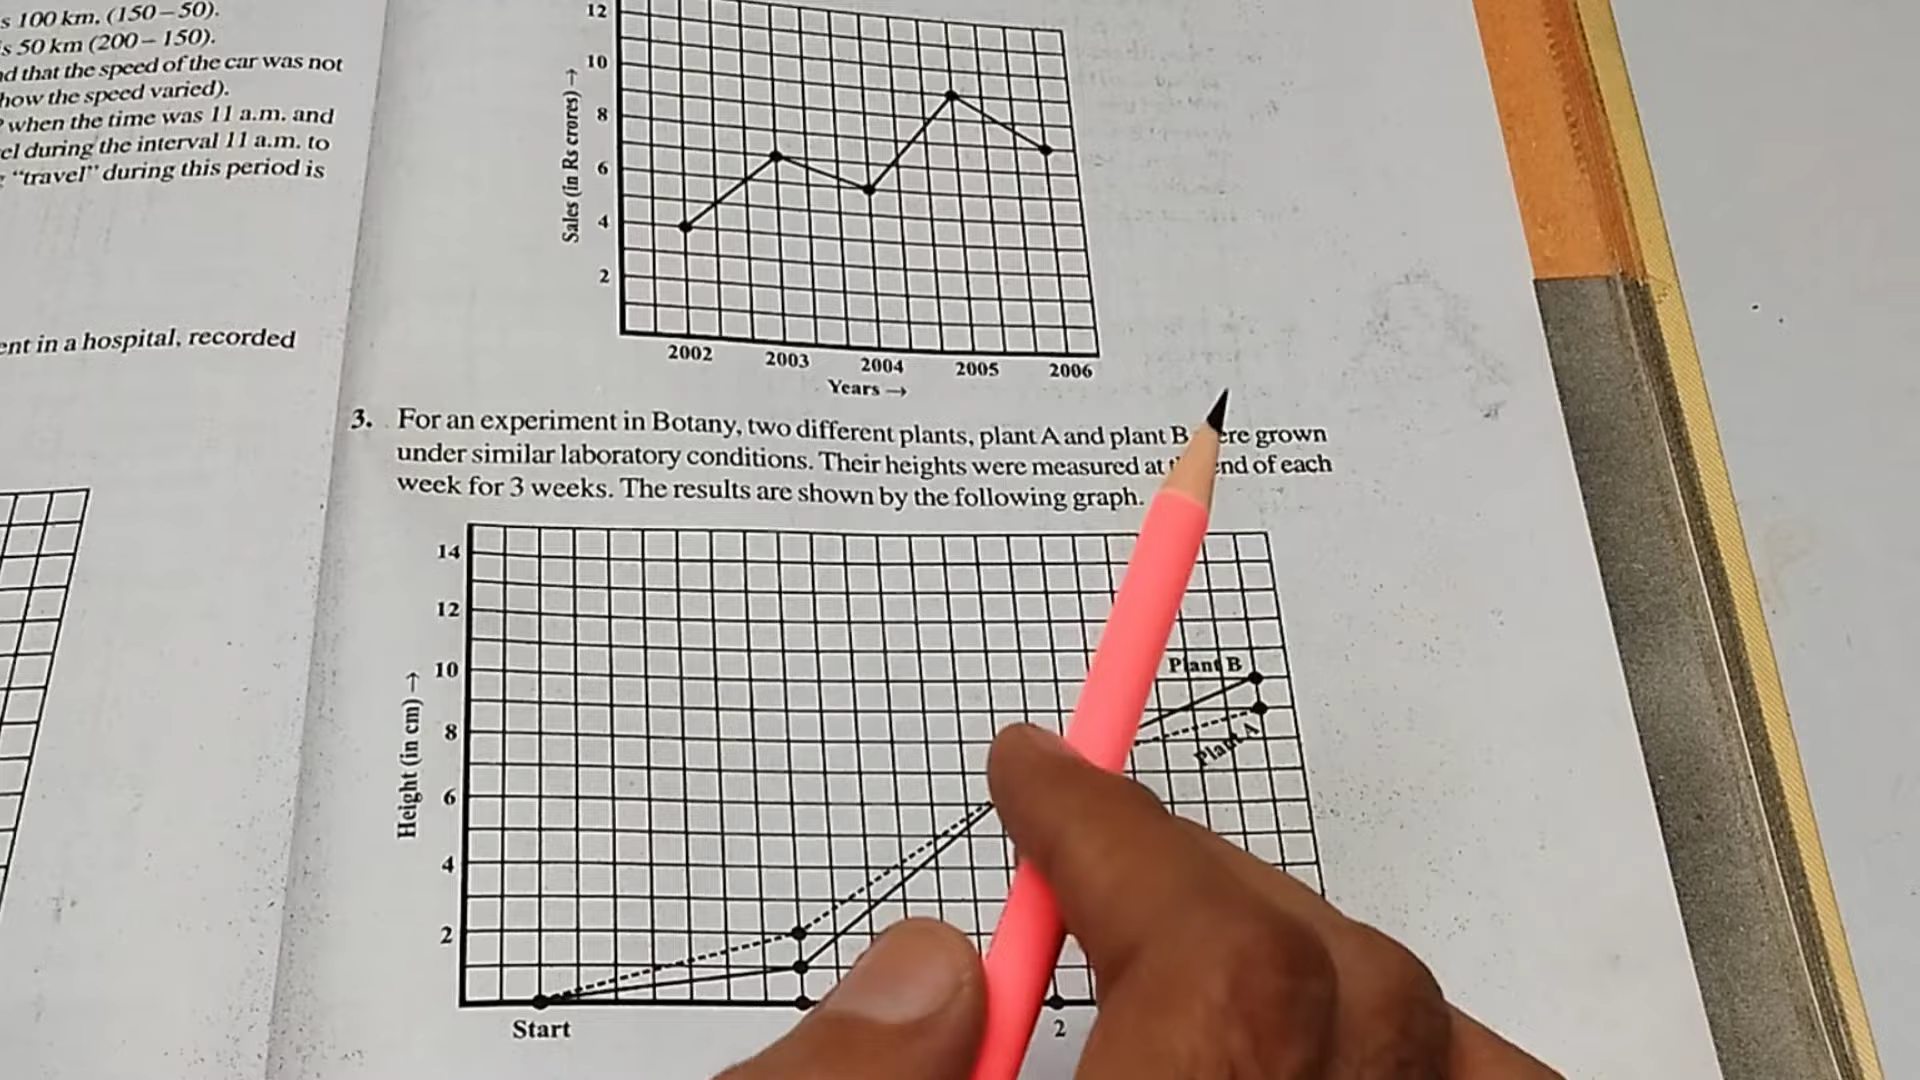 s 100 km. (150 – 50).
is 50 km (200 – 150).
d that the speed of the car was not
how the speed varied).
? when the time was 11 a.m. and
el during the interval 11 a.m. to
“travel” during this period is
ent in a hospital, recorded
12
10
8
6
4
2
Sales (in Rs crores) →
2002 2003 2004 2005 2006
Years →
3. For an experiment in Botany, two different plants, plant A and plant B grown
under similar laboratory conditions. Their heights were measured at end of each
week for 3 weeks. The results are shown by the following graph.
14
12
10
8
6
4
2
Height (in cm) →
Plant B
Plant A
Start 2